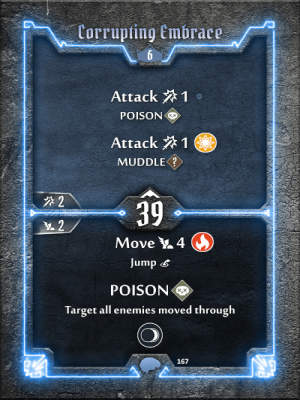 Corrupting Embrace
6
Attack 1
POISON
Attack 1
MUDDLE ?
2
39
2
Move 4
Jump
POISON
Target all enemies moved through
167